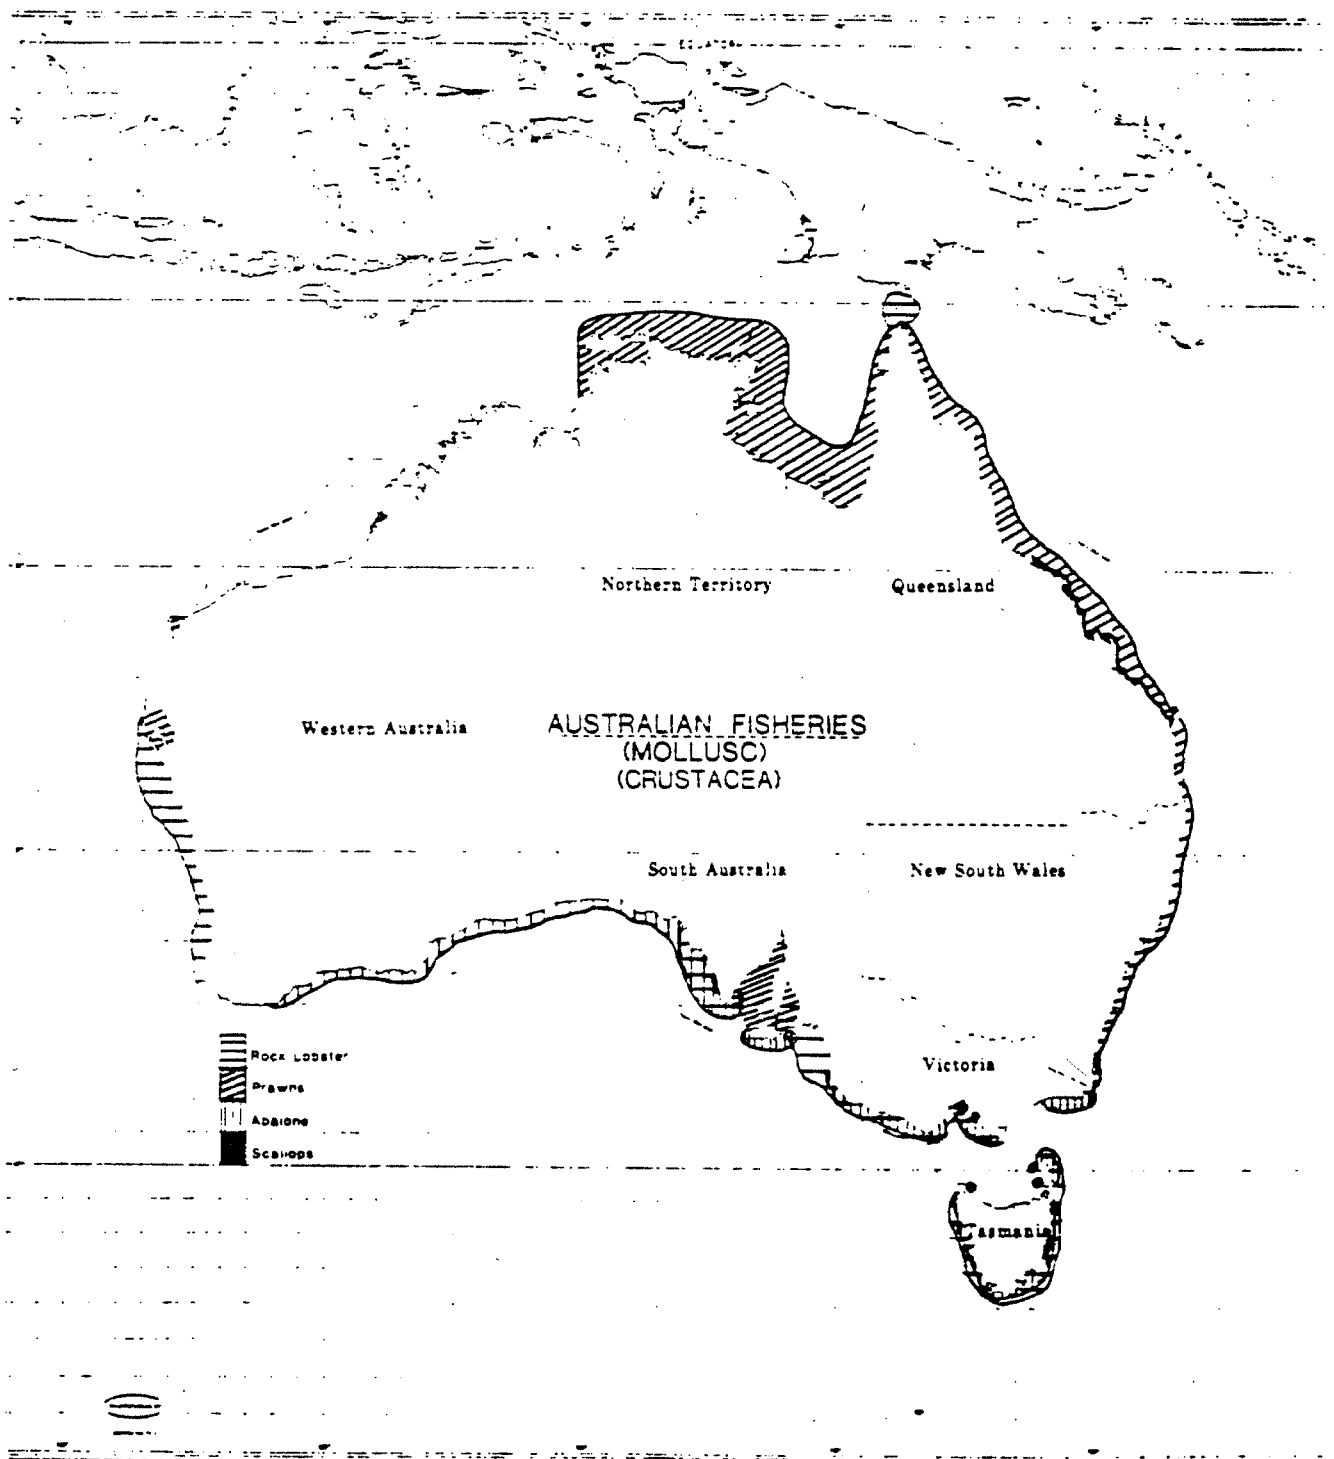 EQUATOR
Northern Territory
Queensland
Western Australia
AUSTRALIAN FISHERIES
(MOLLUSC)
(CRUSTACEA)
South Australia
New South Wales
Rock Lobster
Prawns
Abalone
Scallops
Victoria
Tasmania